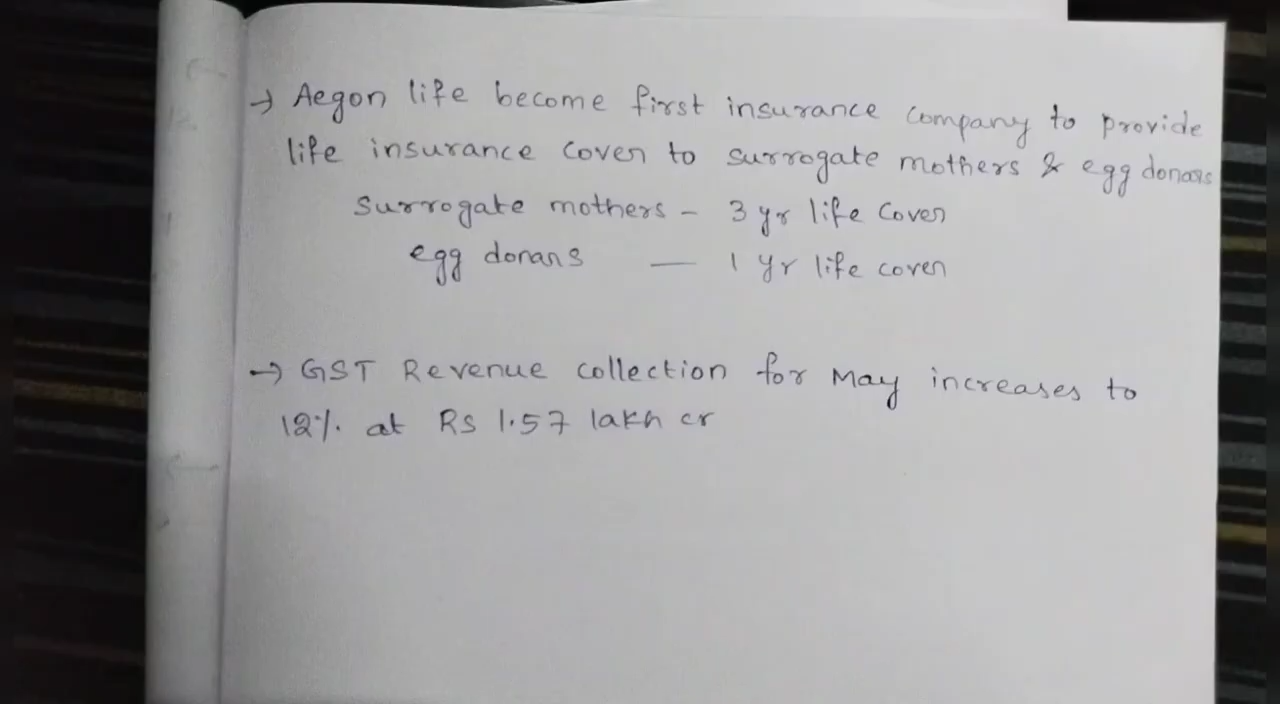 → Aegon life become first insurance company to provide
life insurance cover to surrogate mothers & egg donars
Surrogate mothers - 3 yr life cover
egg donars — 1 yr life cover
→ GST Revenue collection for May increases to
12% at Rs 1.57 lakh cr